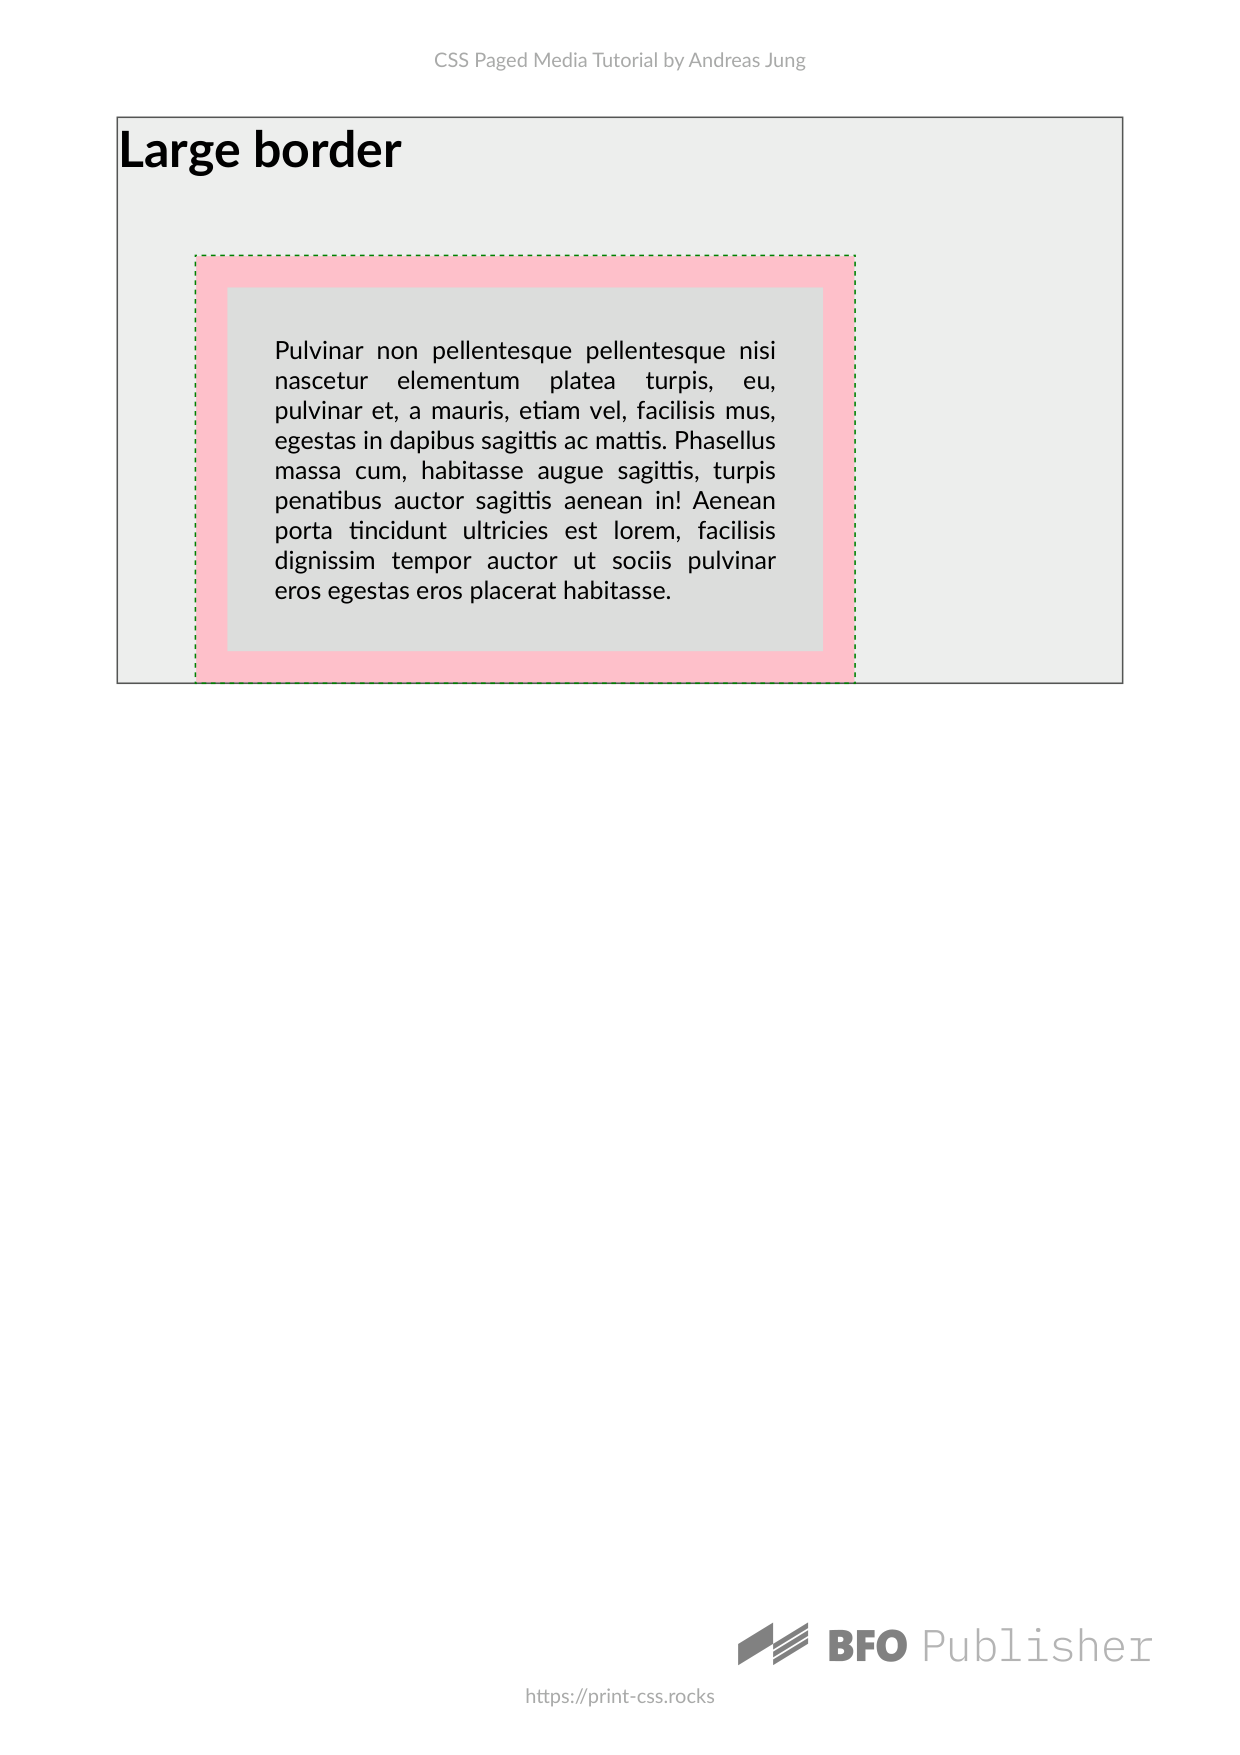 CSS Paged Media Tutorial by Andreas Jung
Large border
Pulvinar non pellentesque pellentesque nisi
nascetur elementum platea turpis, eu,
pulvinar et, a mauris, etiam vel, facilisis mus,
egestas in dapibus sagittis ac mattis. Phasellus
massa cum, habitasse augue sagittis, turpis
penatibus auctor sagittis aenean in! Aenean
porta tincidunt ultricies est lorem, facilisis
dignissim tempor auctor ut sociis pulvinar
eros egestas eros placerat habitasse.
BFO Publisher
https://print-css.rocks